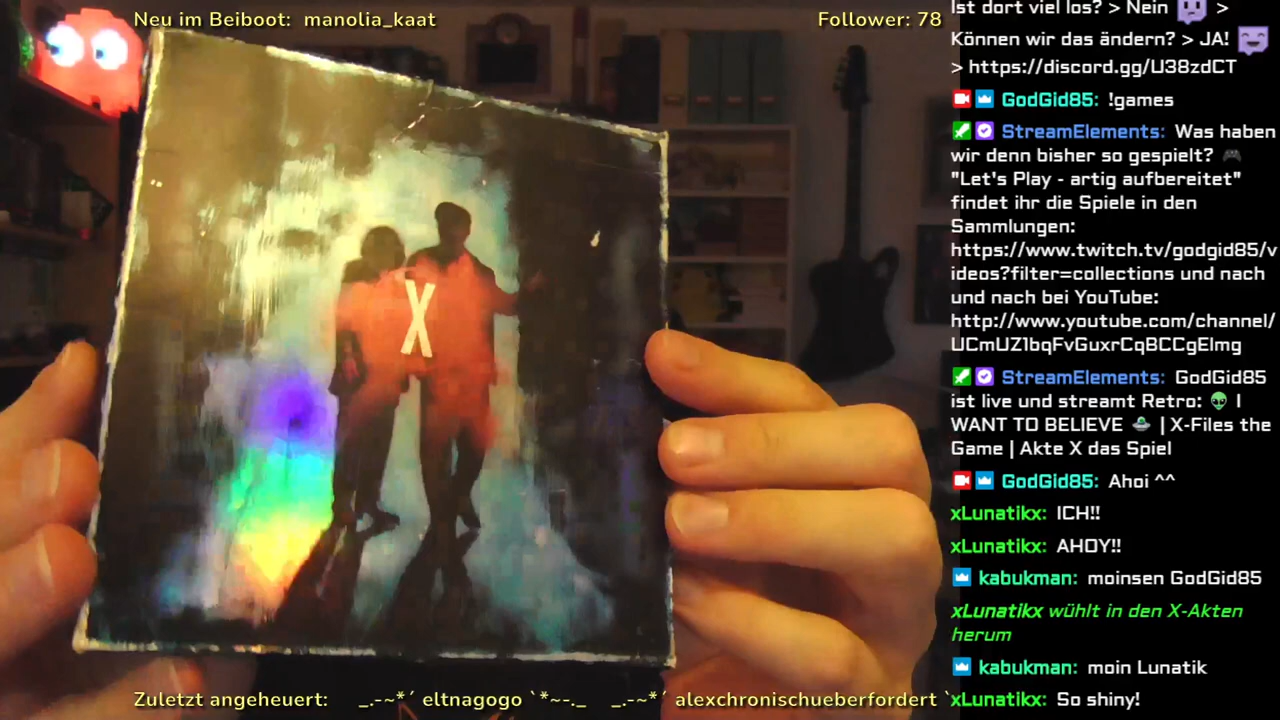 Neu im Beiboot: manolia_kaat
Follower: 78
X
Zuletzt angeheuert: _.-~*´ eltnagogo `*~-._ _.-~*´ alexchronischueberfordert `
Ist dort viel los? > Nein >
Können wir das ändern? > JA!
> https://discord.gg/U38zdCT
GodGid85: !games
StreamElements: Was haben
wir denn bisher so gespielt? 🎮
"Let's Play - artig aufbereitet"
findet ihr die Spiele in den
Sammlungen:
https://www.twitch.tv/godgid85/v
ideos?filter=collections und nach
und nach bei YouTube:
http://www.youtube.com/channel/
UCmUZ1bqFvGuxrCqBCCgElmg
StreamElements: GodGid85
ist live und streamt Retro: 👽 I
WANT TO BELIEVE 🛸 | X-Files the
Game | Akte X das Spiel
GodGid85: Ahoi ^^
xLunatikx: ICH!!
xLunatikx: AHOY!!
kabukman: moinsen GodGid85
xLunatikx wühlt in den X-Akten
herum
kabukman: moin Lunatik
xLunatikx: So shiny!